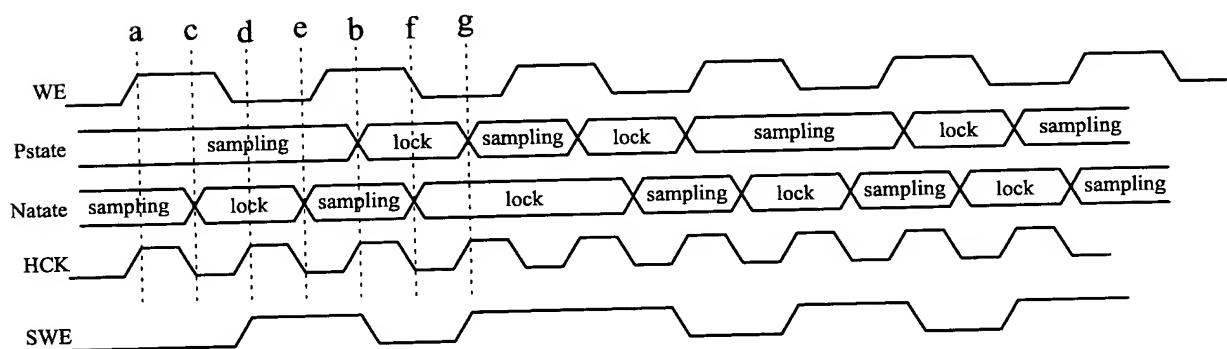 a c d e b f g
WE
Pstate sampling lock sampling lock sampling lock sampling
Natate sampling lock sampling lock sampling lock sampling lock sampling
HCK
SWE